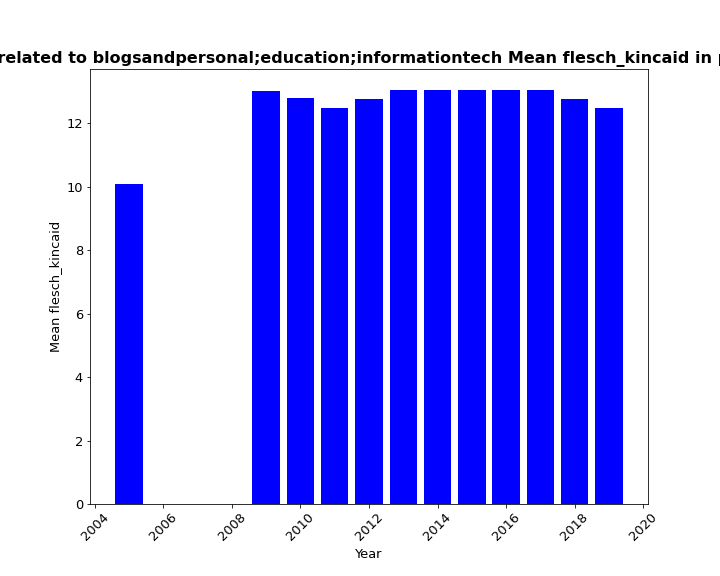 related to blogsandpersonal;education;informationtech Mean flesch_kincaid in
12
10
8
6
4
2
0
Mean flesch_kincaid
2004 2006 2008 2010 2012 2014 2016 2018 2020
Year